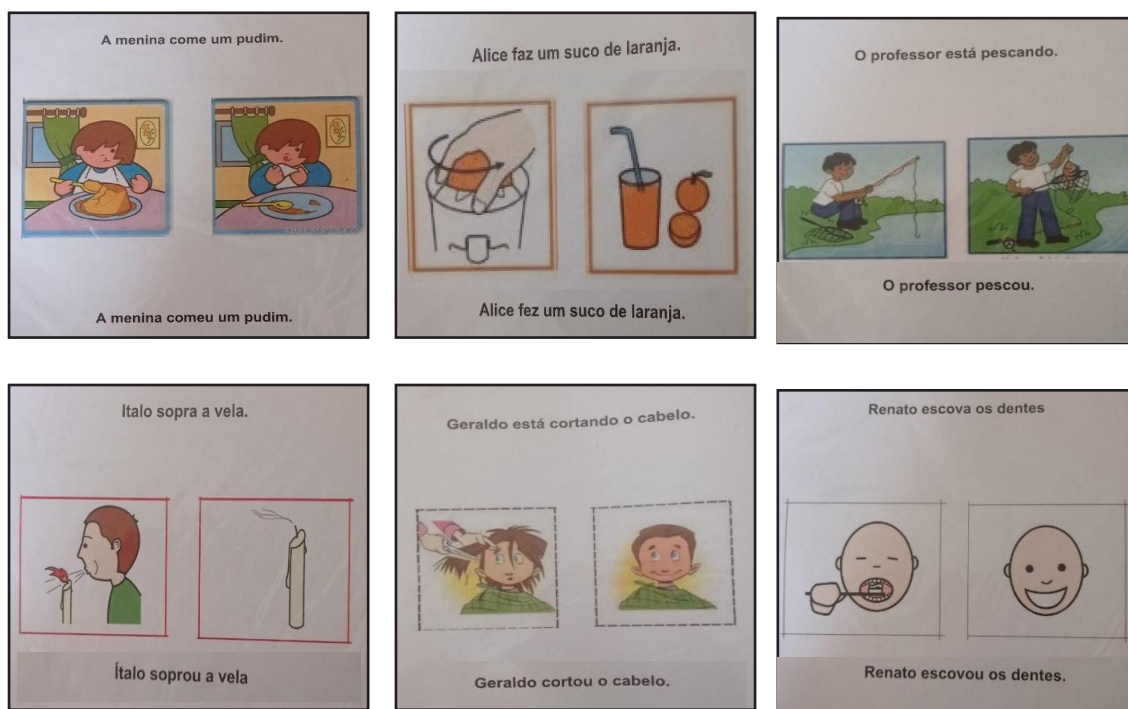 A menina come um pudim.
A menina comeu um pudim.
Alice faz um suco de laranja.
Alice fez um suco de laranja.
O professor está pescando.
O professor pescou.
Italo sopra a vela.
Ítalo soprou a vela
Geraldo está cortando o cabelo.
Geraldo cortou o cabelo.
Renato escova os dentes
Renato escovou os dentes.